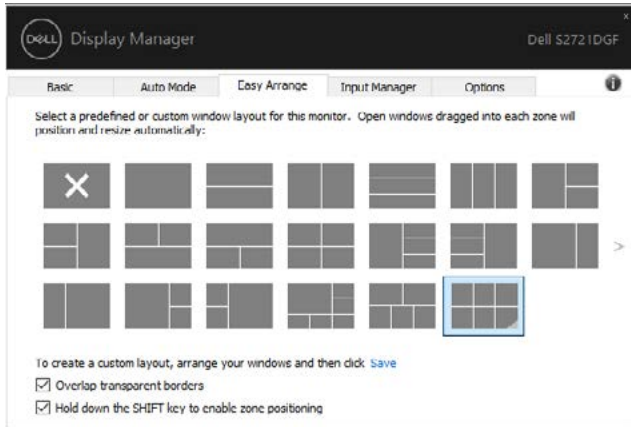 DELL Display Manager
Dell S2721DGF
Basic Auto Mode Easy Arrange Input Manager Options
Select a predefined or custom window layout for this monitor. Open windows dragged into each zone will
position and resize automatically:
To create a custom layout, arrange your windows and then click Save
Overlap transparent borders
Hold down the SHIFT key to enable zone positioning